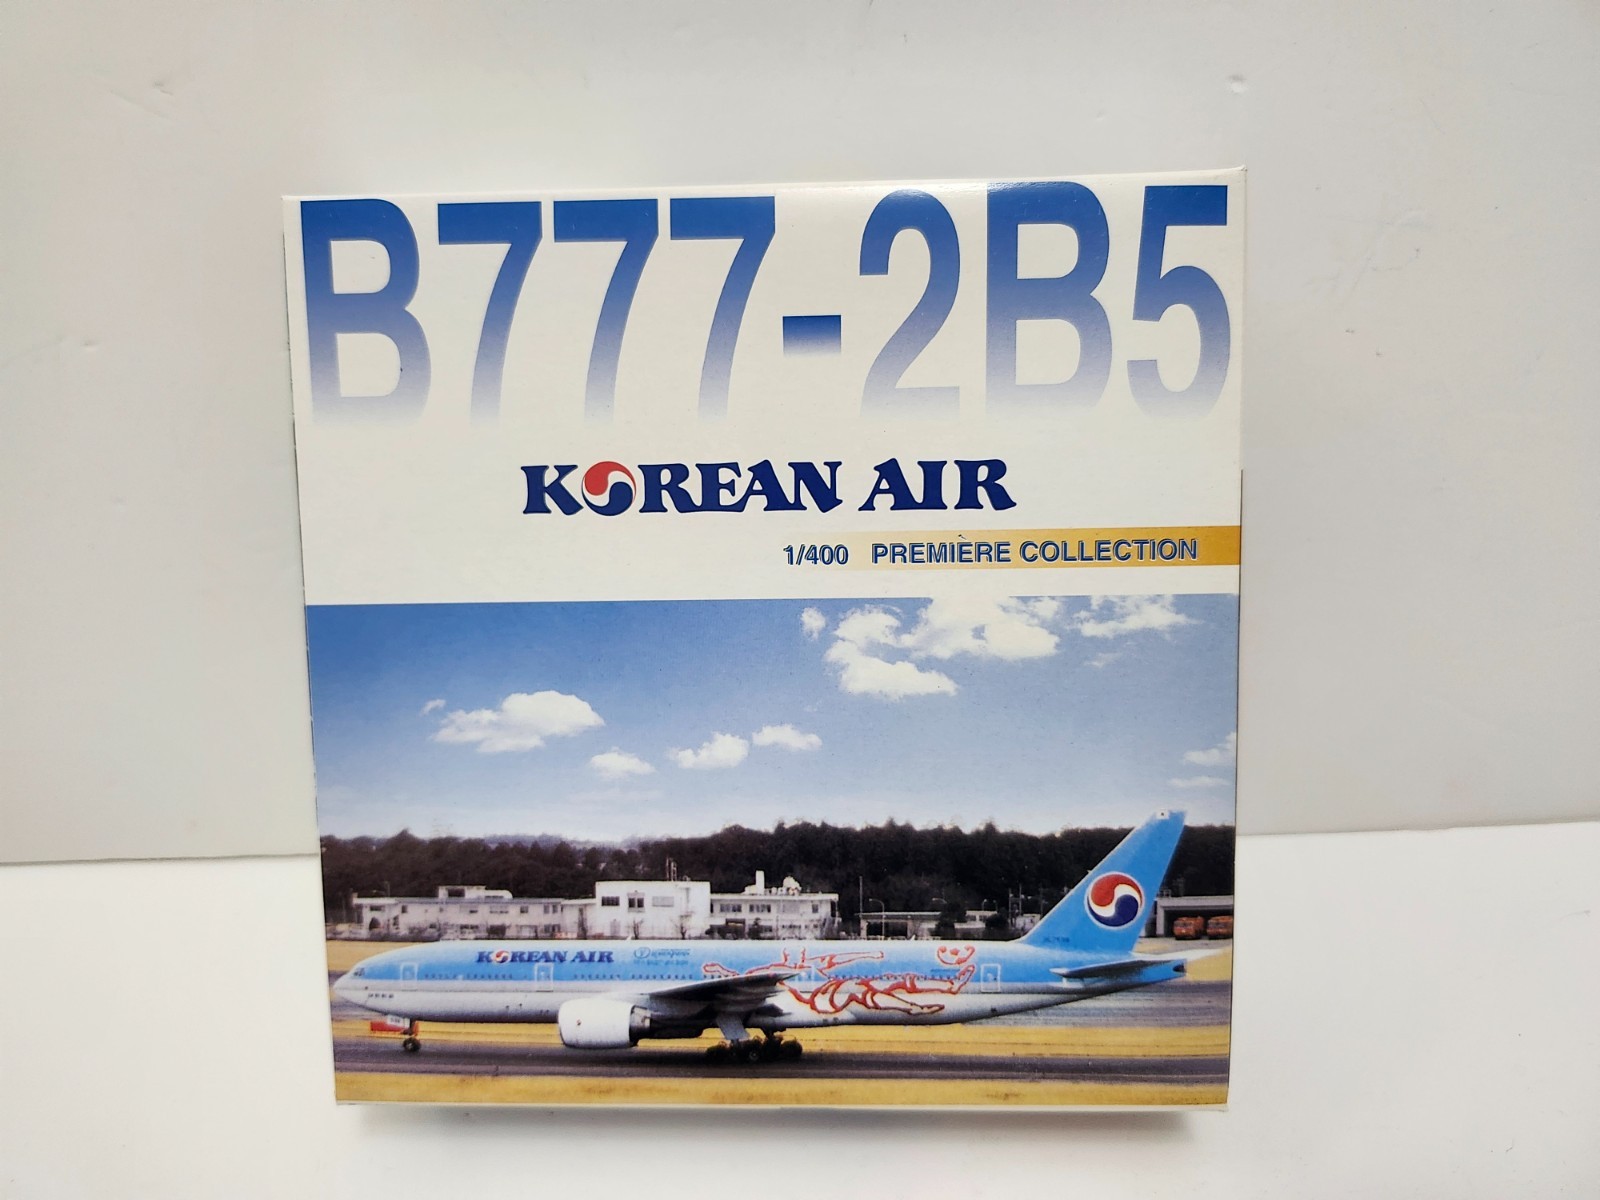 B777-2B5
KOREAN AIR
1/400 PREMIERE COLLECTION
KOREAN AIR